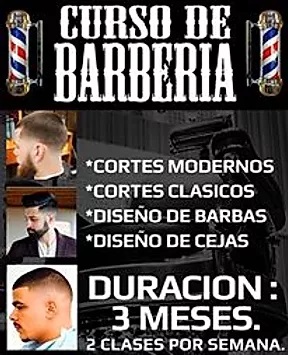 CURSO DE
BARBERIA
*CORTES MODERNOS
*CORTES CLASICOS
*DISEÑO DE BARBAS
*DISEÑO DE CEJAS
DURACION :
3 MESES.
2 CLASES POR SEMANA.